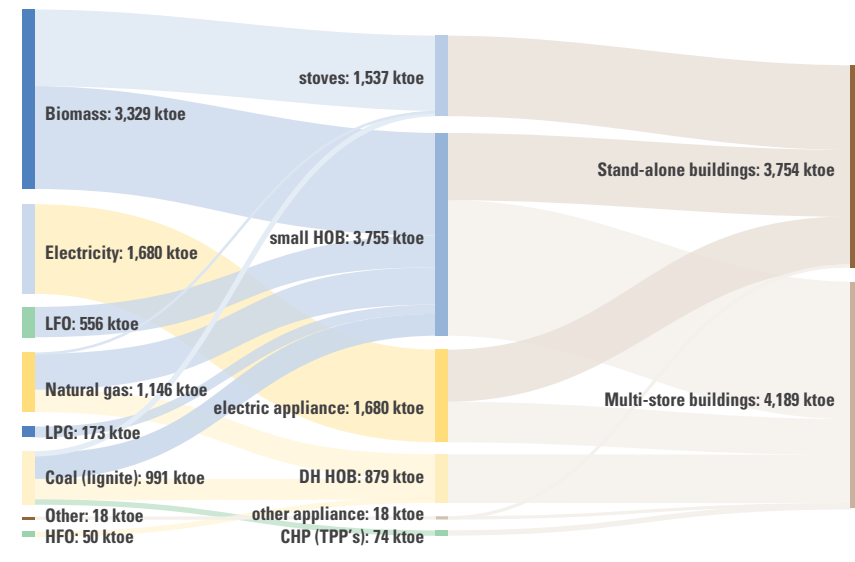 stoves: 1,537 ktoe
Biomass: 3,329 ktoe
Stand-alone buildings: 3,754 ktoe
small HOB: 3,755 ktoe
Electricity: 1,680 ktoe
LFO: 556 ktoe
Natural gas: 1,146 ktoe
Multi-store buildings: 4,189 ktoe
electric appliance: 1,680 ktoe
LPG: 173 ktoe
Coal (lignite): 991 ktoe
DH HOB: 879 ktoe
Other: 18 ktoe
other appliance: 18 ktoe
HFO: 50 ktoe
CHP (TPP's): 74 ktoe